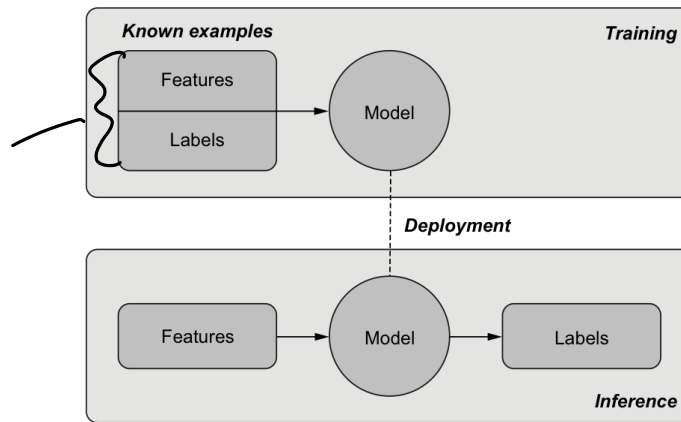 Known examples
Training
Features
Model
Labels
Deployment
Features
Model
Labels
Inference